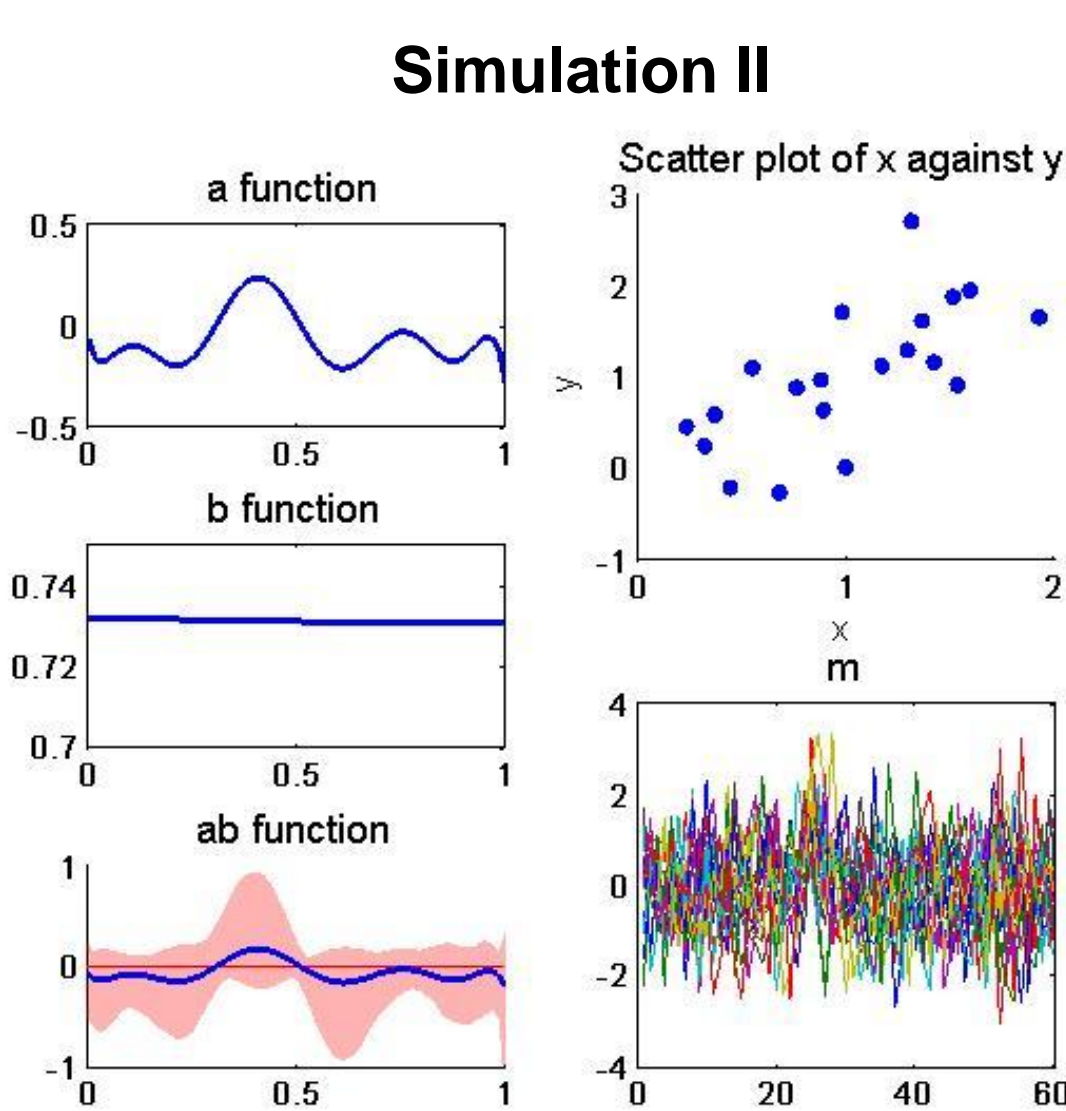 Simulation II
a function
0.5
0
-0.5
0 0.5 1
b function
0.74
0.72
0.7
0 0.5 1
ab function
1
0
-1
0 0.5 1
Scatter plot of x against y
3
2
1
0
-1
y
0 1 2
x
m
4
2
0
-2
-4
0 20 40 60